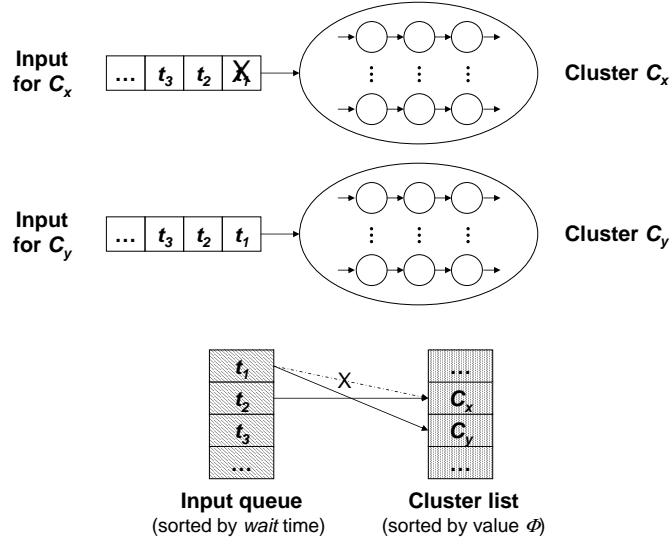 Input
for Cx
... t3 t2 t1
⋮ ⋮ ⋮
Cluster Cx
Input
for Cy
... t3 t2 t1
⋮ ⋮ ⋮
Cluster Cy
t1
t2
t3
...
X
...
Cx
Cy
...
Input queue
(sorted by wait time)
Cluster list
(sorted by value Φ)